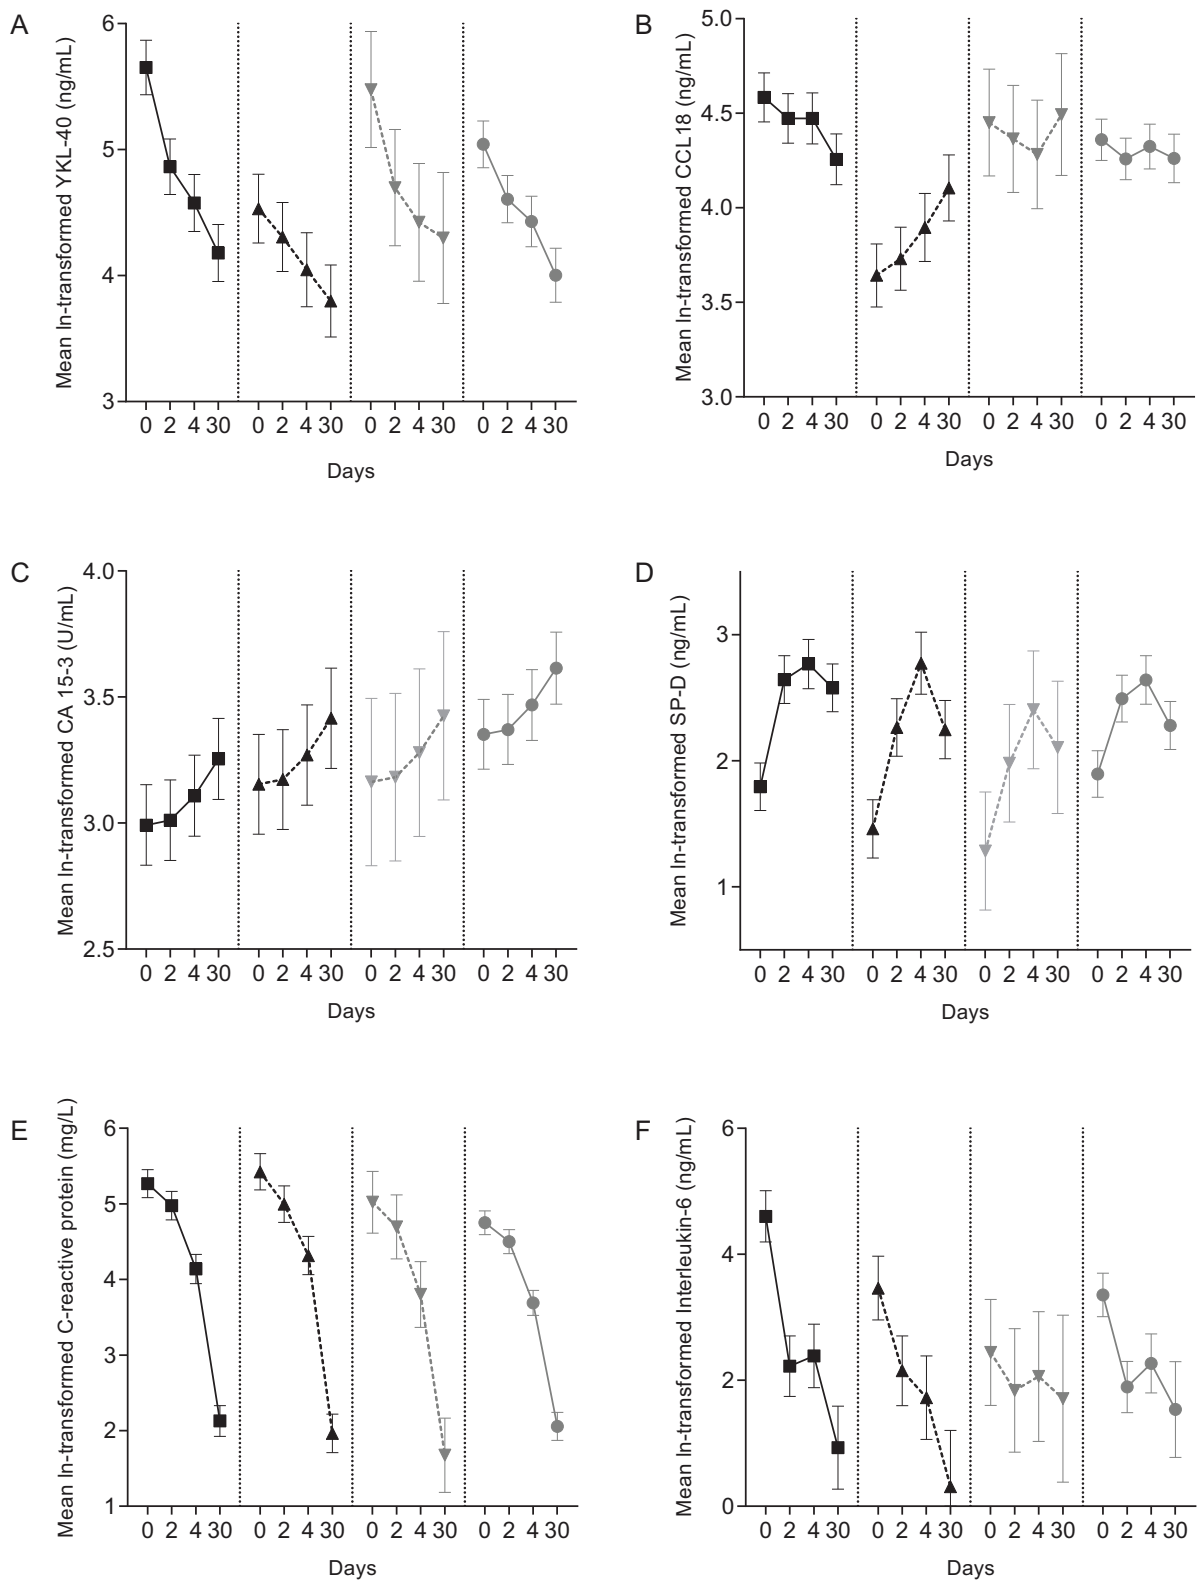 A
Mean ln-transformed YKL-40 (ng/mL)
6
5
4
3
0 2 4 30 0 2 4 30 0 2 4 30 0 2 4 30
Days
B
Mean ln-transformed CCL18 (ng/mL)
5.0
4.5
4.0
3.5
3.0
0 2 4 30 0 2 4 30 0 2 4 30 0 2 4 30
Days
C
Mean ln-transformed CA 15-3 (U/mL)
4.0
3.5
3.0
2.5
0 2 4 30 0 2 4 30 0 2 4 30 0 2 4 30
Days
D
Mean ln-transformed SP-D (ng/mL)
3
2
1
0 2 4 30 0 2 4 30 0 2 4 30 0 2 4 30
Days
E
Mean ln-transformed C-reactive protein (mg/L)
6
5
4
3
2
1
0 2 4 30 0 2 4 30 0 2 4 30 0 2 4 30
Days
F
Mean ln-transformed Interleukin-6 (ng/mL)
6
4
2
0
0 2 4 30 0 2 4 30 0 2 4 30 0 2 4 30
Days